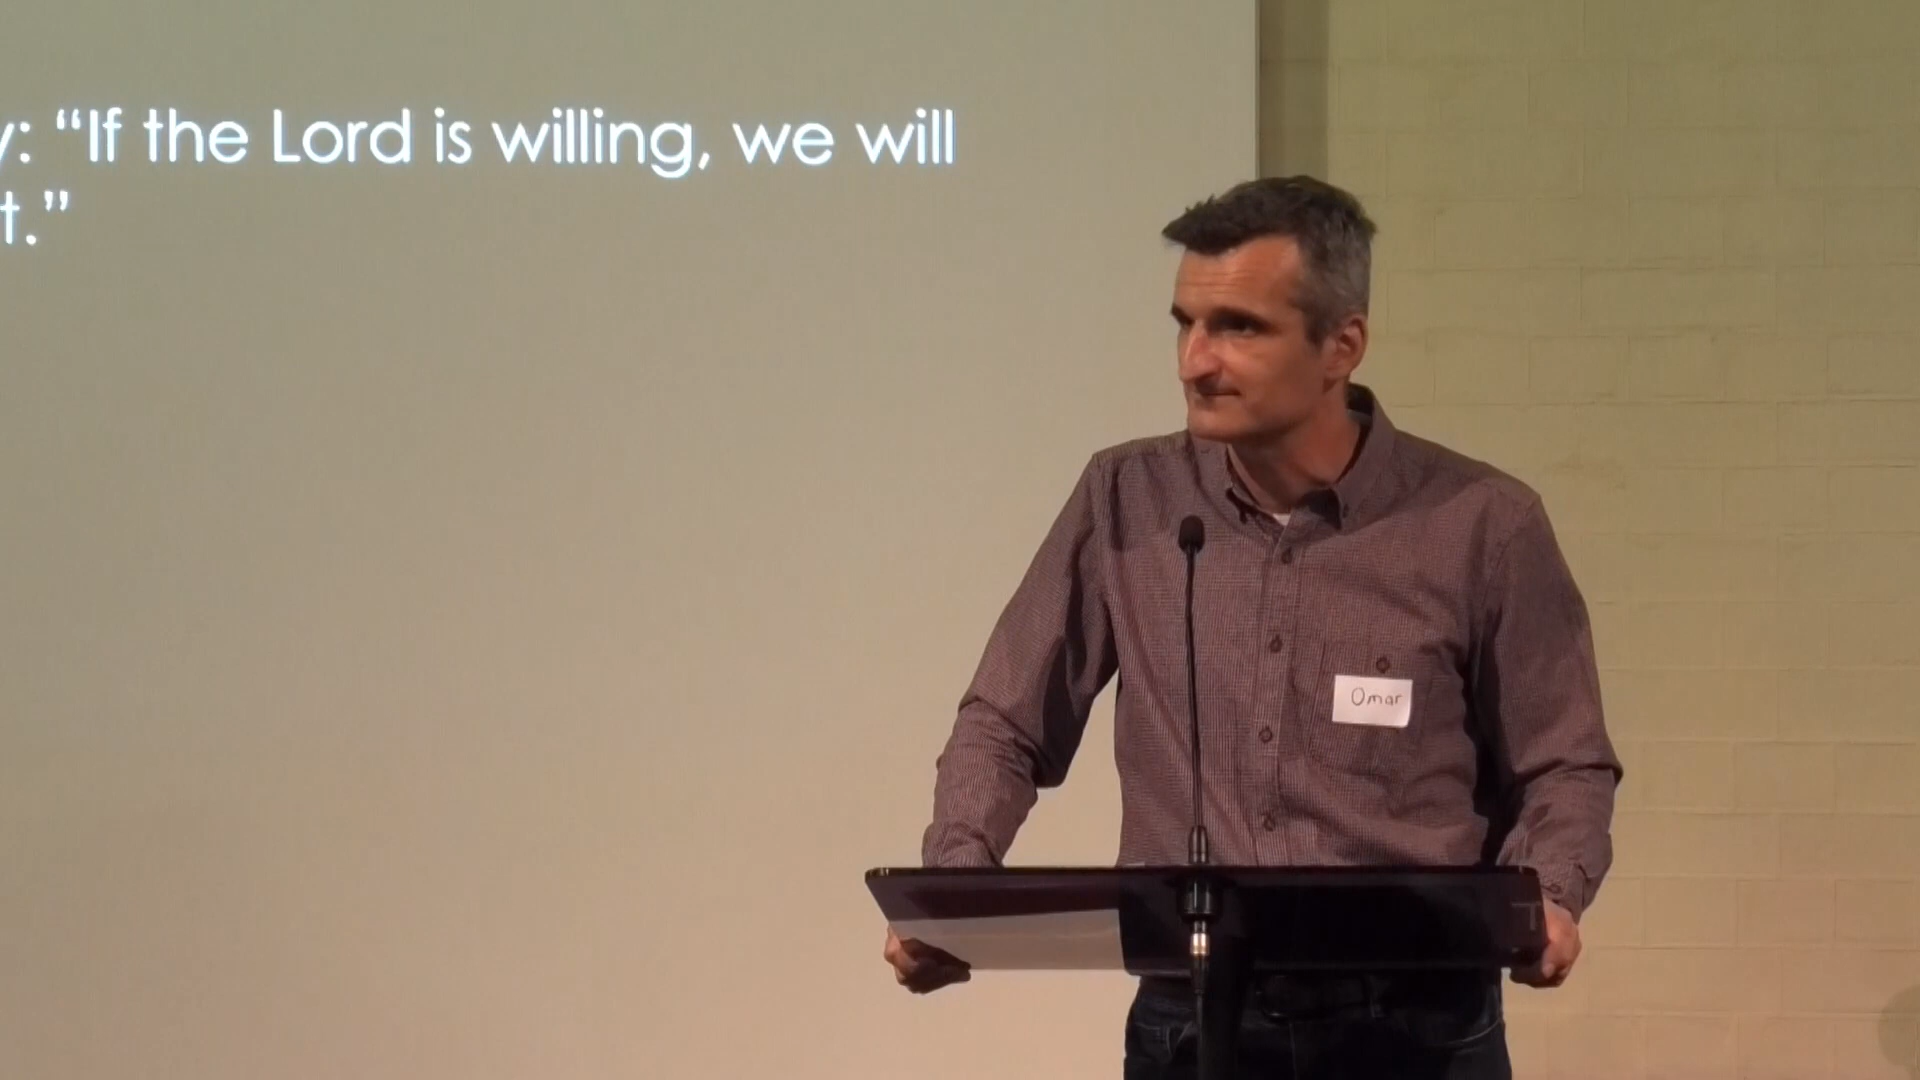 : “If the Lord is willing, we will
t.”
Omar